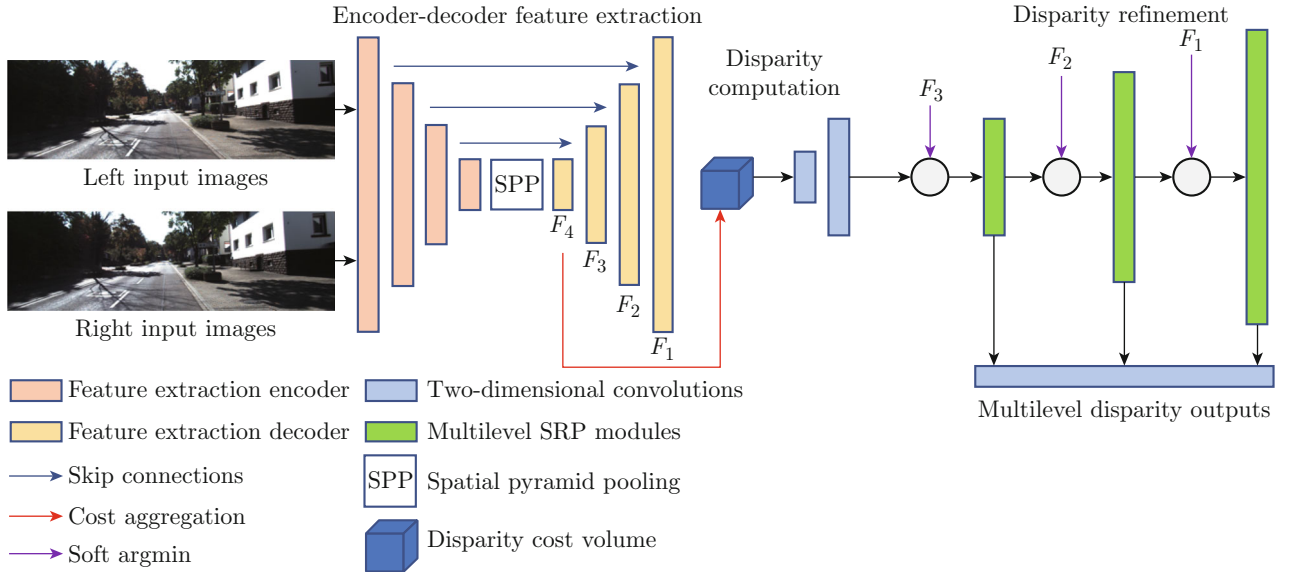 Encoder-decoder feature extraction
Disparity refinement
Left input images
Right input images
SPP
F₄
F₃
F₂
F₁
Disparity
computation
F₃
F₂
F₁
Multilevel disparity outputs
Feature extraction encoder
Feature extraction decoder
Skip connections
Cost aggregation
Soft argmin
Two-dimensional convolutions
Multilevel SRP modules
SPP Spatial pyramid pooling
Disparity cost volume